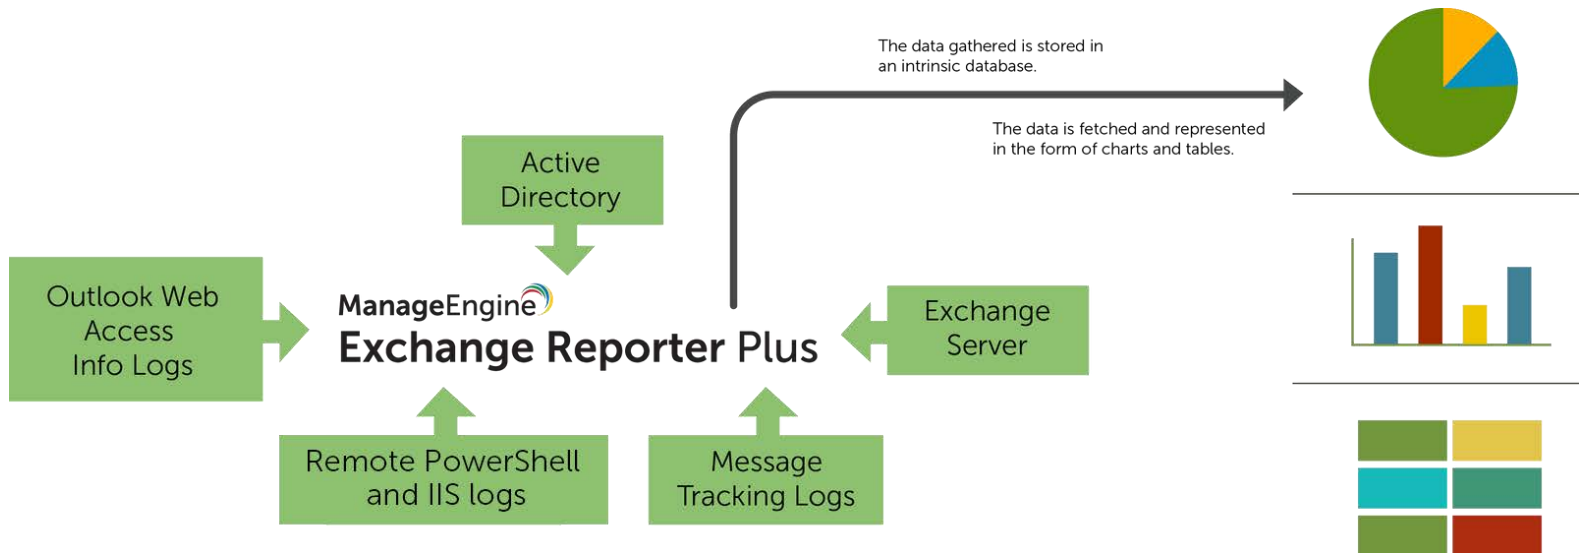 The data gathered is stored in
an intrinsic database.
The data is fetched and represented
in the form of charts and tables.
Active
Directory
Outlook Web
Access
Info Logs
ManageEngine
Exchange Reporter Plus
Exchange
Server
Remote PowerShell
and IIS logs
Message
Tracking Logs